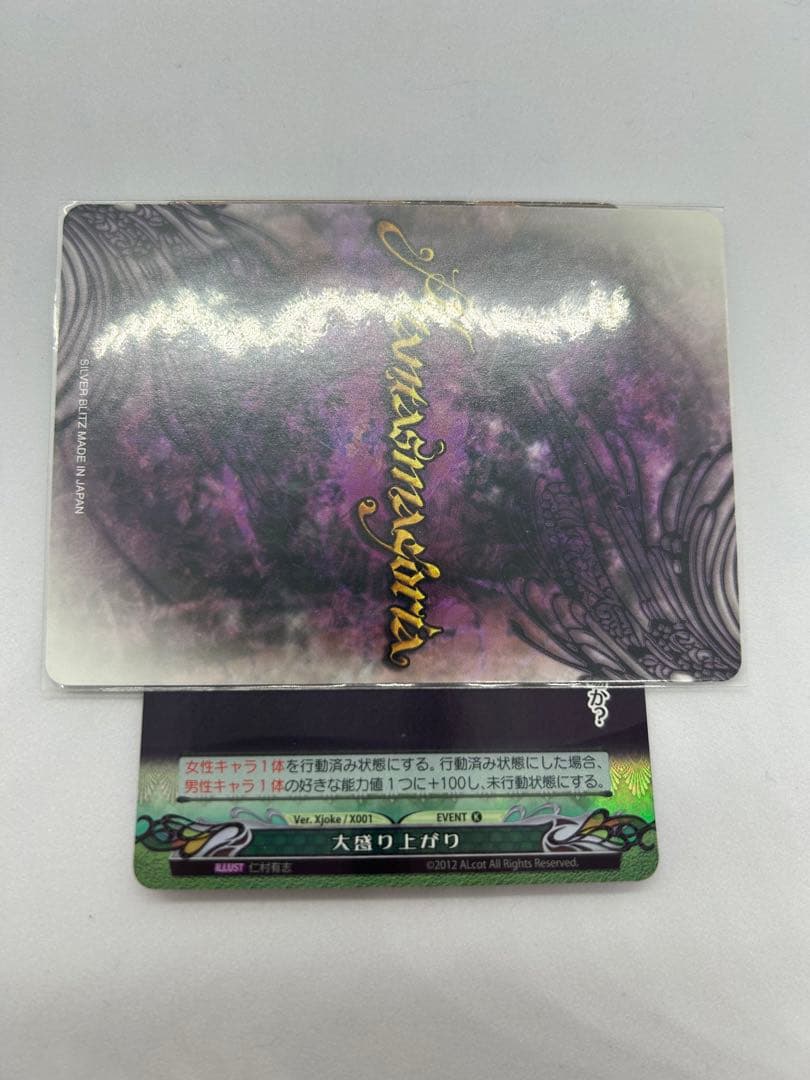 Phantasmagoria
SILVER BLITZ MADE IN JAPAN
か?
女性キャラ1体を行動済み状態にする。行動済み状態にした場合、
男性キャラ1体の好きな能力値1つに+100し、未行動状態にする。
Ver. Xjoke / X001
EVENT K
大盛り上がり
ILLUST 仁村有志
©2012 ALcot All Rights Reserved.